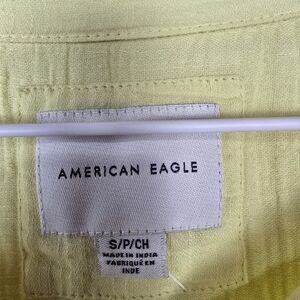 AMERICAN EAGLE
S/P/CH
MADE IN INDIA
FABRIQUÉ EN
INDE